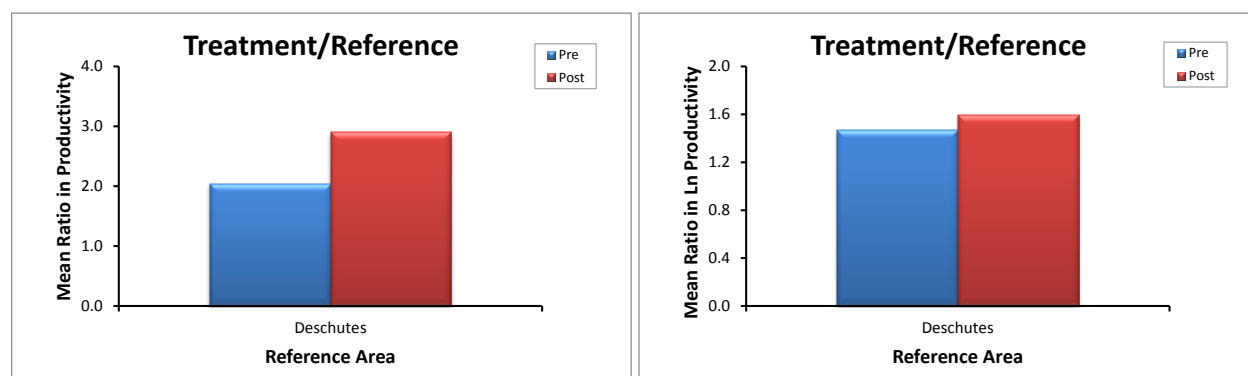 Treatment/Reference
Pre
Post
Mean Ratio in Productivity
4.0
3.0
2.0
1.0
0.0
Deschutes
Reference Area
Treatment/Reference
Pre
Post
Mean Ratio in Ln Productivity
2.0
1.6
1.2
0.8
0.4
0.0
Deschutes
Reference Area